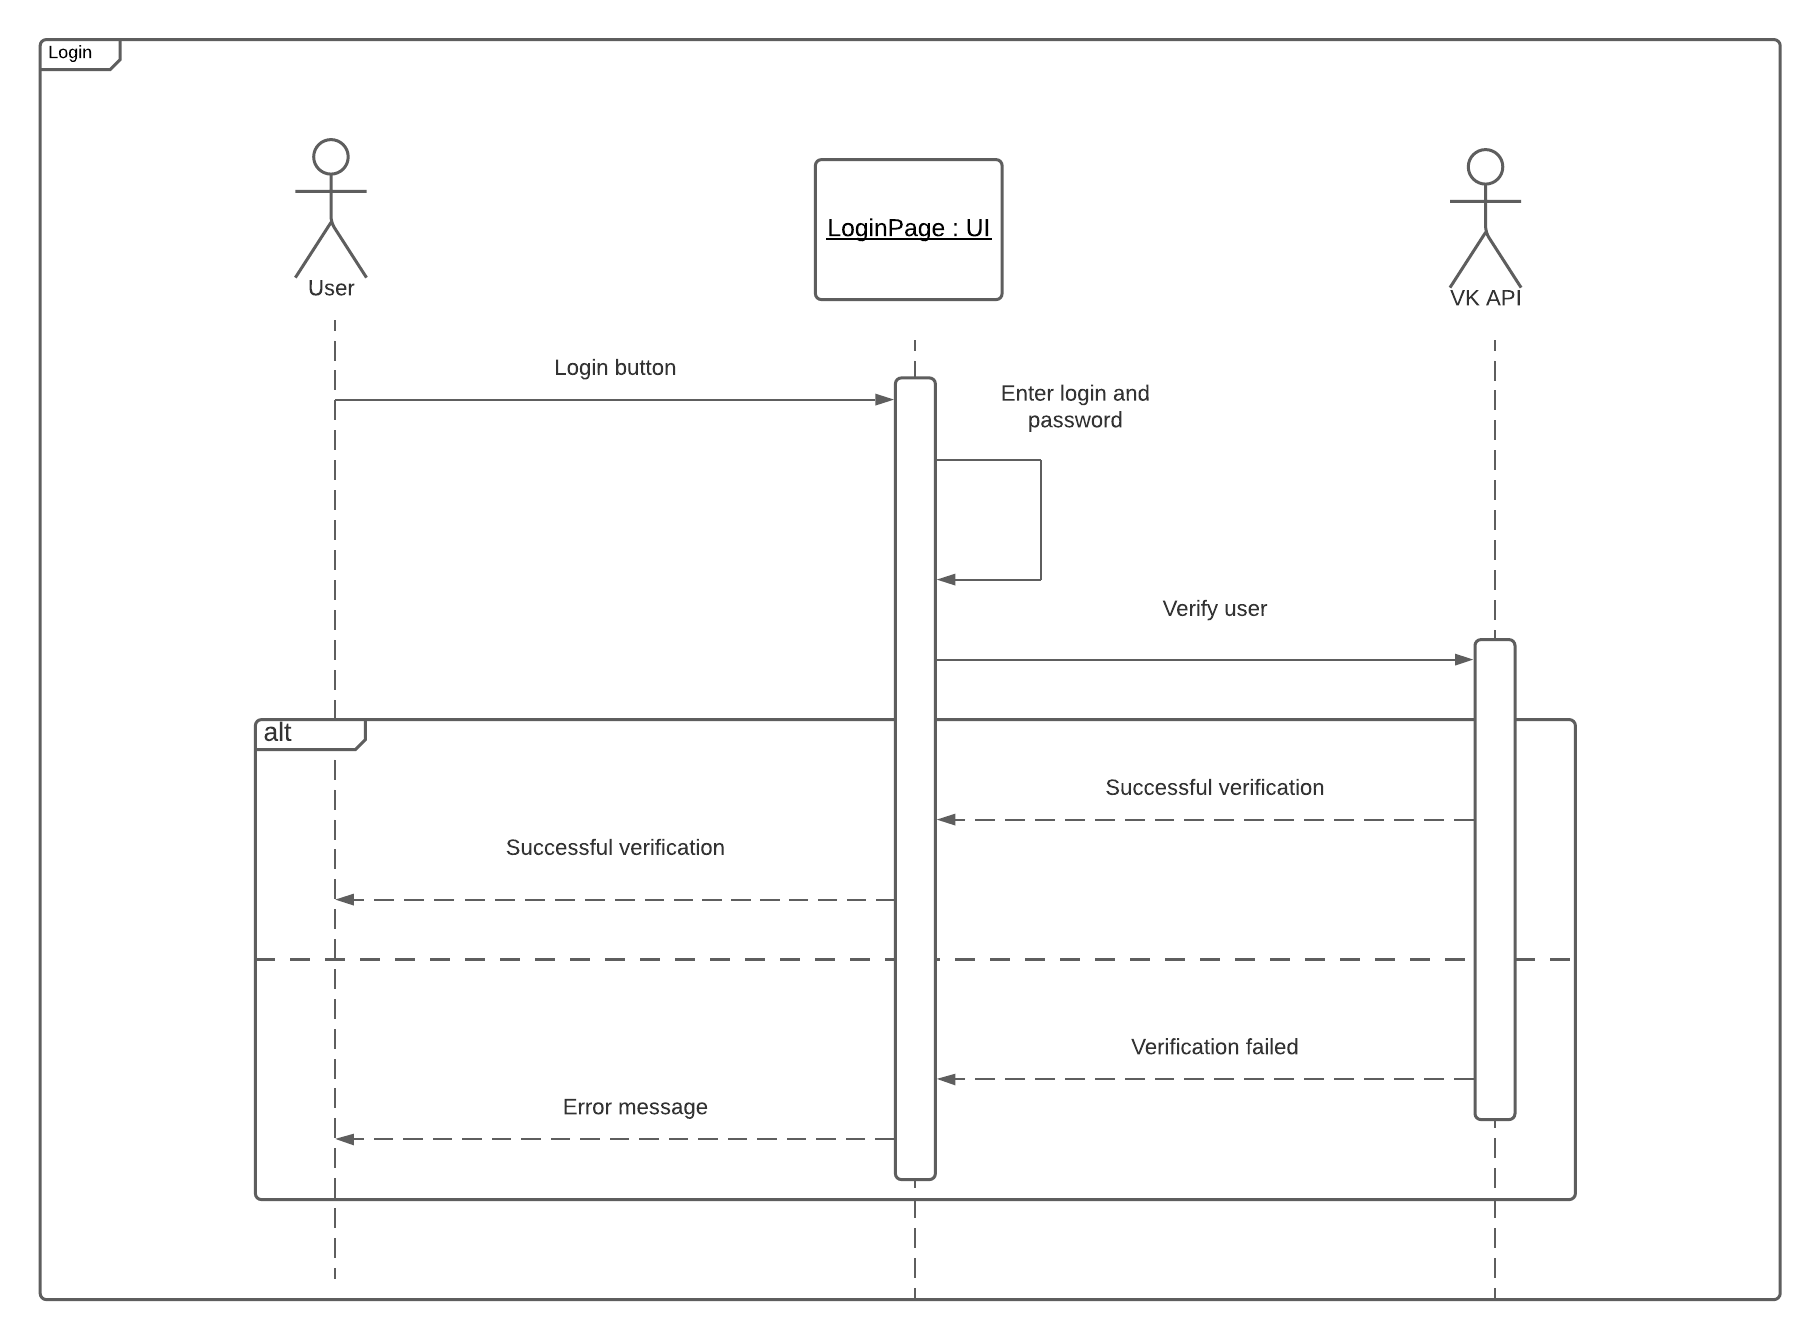 Login
LoginPage : UI
User
VK API
Login button
Enter login and
password
Verify user
alt
Successful verification
Successful verification
Verification failed
Error message